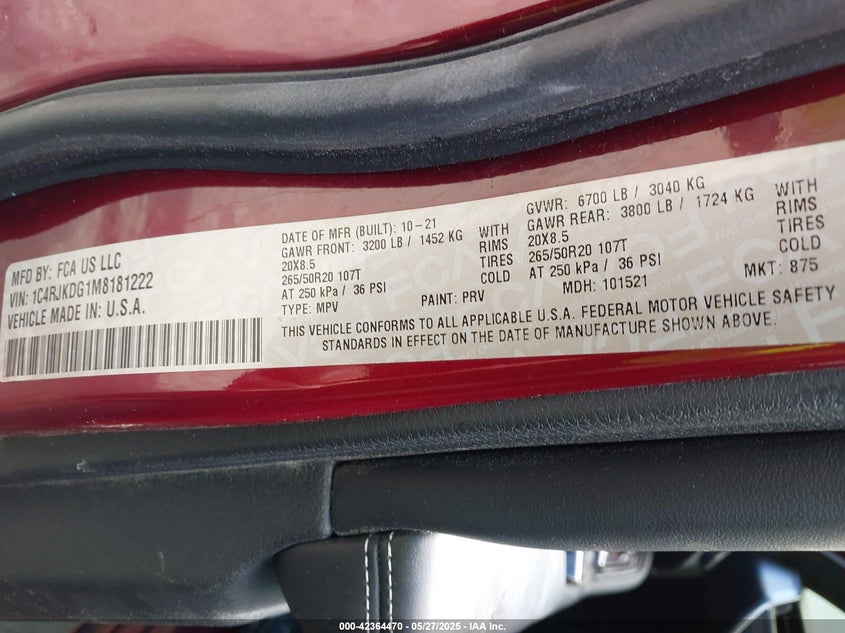 MFD BY: FCA US LLC
VIN: 1C4RJKDG1M8181222
VEHICLE MADE IN: U.S.A.
DATE OF MFR (BUILT): 10-21
GAWR FRONT: 3200 LB / 1452 KG WITH
20X8.5 RIMS
265/50R20 107T TIRES
AT 250 kPa / 36 PSI COLD
TYPE: MPV PAINT: PRV
GVWR: 6700 LB / 3040 KG
GAWR REAR: 3800 LB / 1724 KG WITH
20X8.5 RIMS
265/50R20 107T TIRES
AT 250 kPa / 36 PSI COLD
MDH: 101521 MKT: 875
THIS VEHICLE CONFORMS TO ALL APPLICABLE U.S.A. FEDERAL MOTOR VEHICLE SAFETY
STANDARDS IN EFFECT ON THE DATE OF MANUFACTURE SHOWN ABOVE.
000-42364470 - 05/27/2025 - IAA Inc.